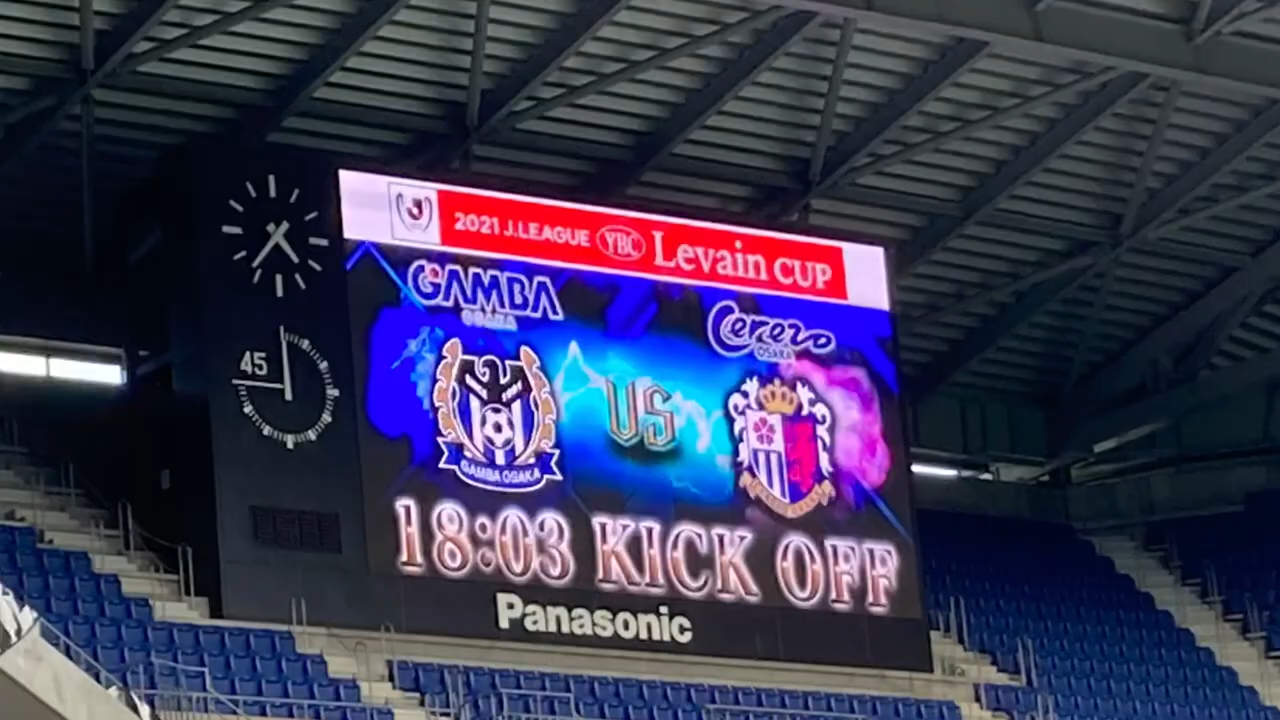 2021 J.LEAGUE YBC Levain CUP
GAMBA
OSAKA
Cerezo
OSAKA
45
VS
GAMBA OSAKA
18:03 KICK OFF
Panasonic